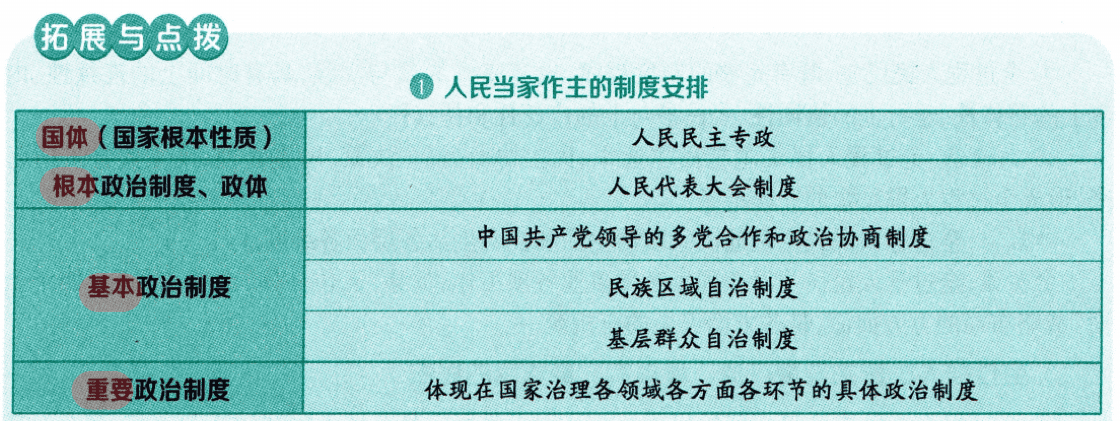 拓展与点拨
1 人民当家作主的制度安排
国体（国家根本性质） 人民民主专政
根本政治制度、政体 人民代表大会制度
中国共产党领导的多党合作和政治协商制度
基本政治制度 民族区域自治制度
基层群众自治制度
重要政治制度 体现在国家治理各领域各方面各环节的具体政治制度